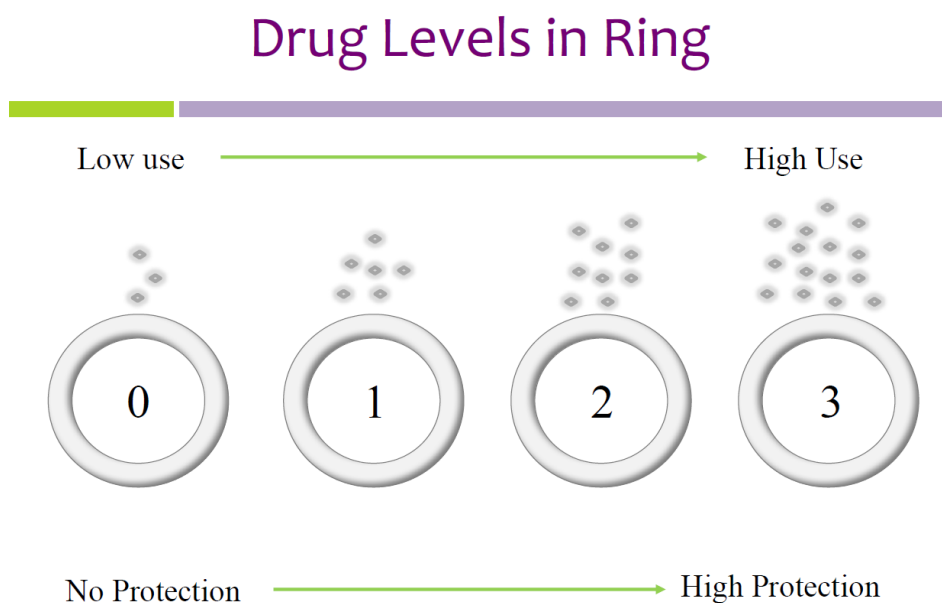 Drug Levels in Ring
Low use
High Use
0
1
2
3
No Protection
High Protection